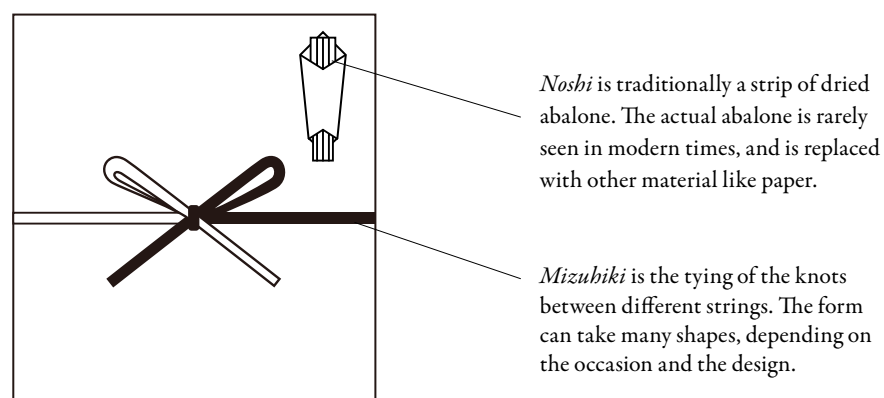 Noshi is traditionally a strip of dried
abalone. The actual abalone is rarely
seen in modern times, and is replaced
with other material like paper.
Mizuhiki is the tying of the knots
between different strings. The form
can take many shapes, depending on
the occasion and the design.